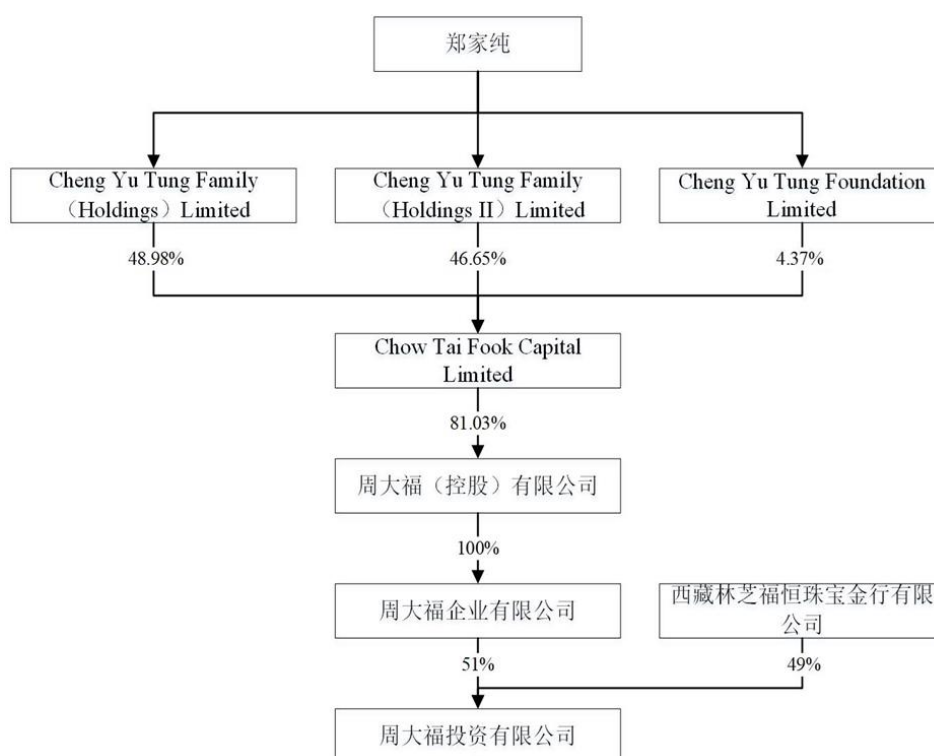 郑家纯
Cheng Yu Tung Family
（Holdings）Limited
Cheng Yu Tung Family
（Holdings II）Limited
Cheng Yu Tung Foundation
Limited
48.98%
46.65%
4.37%
Chow Tai Fook Capital
Limited
81.03%
周大福（控股）有限公司
100%
周大福企业有限公司
西藏林芝福恒珠宝金行有限
公司
51%
49%
周大福投资有限公司